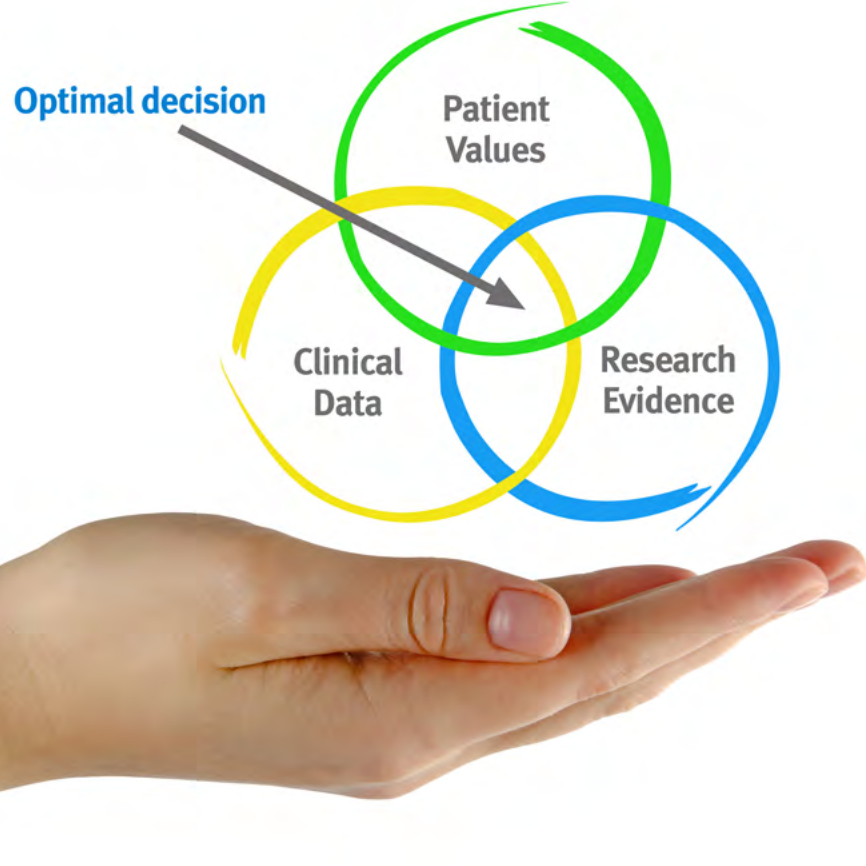 Optimal decision
Patient
Values
Clinical
Data
Research
Evidence